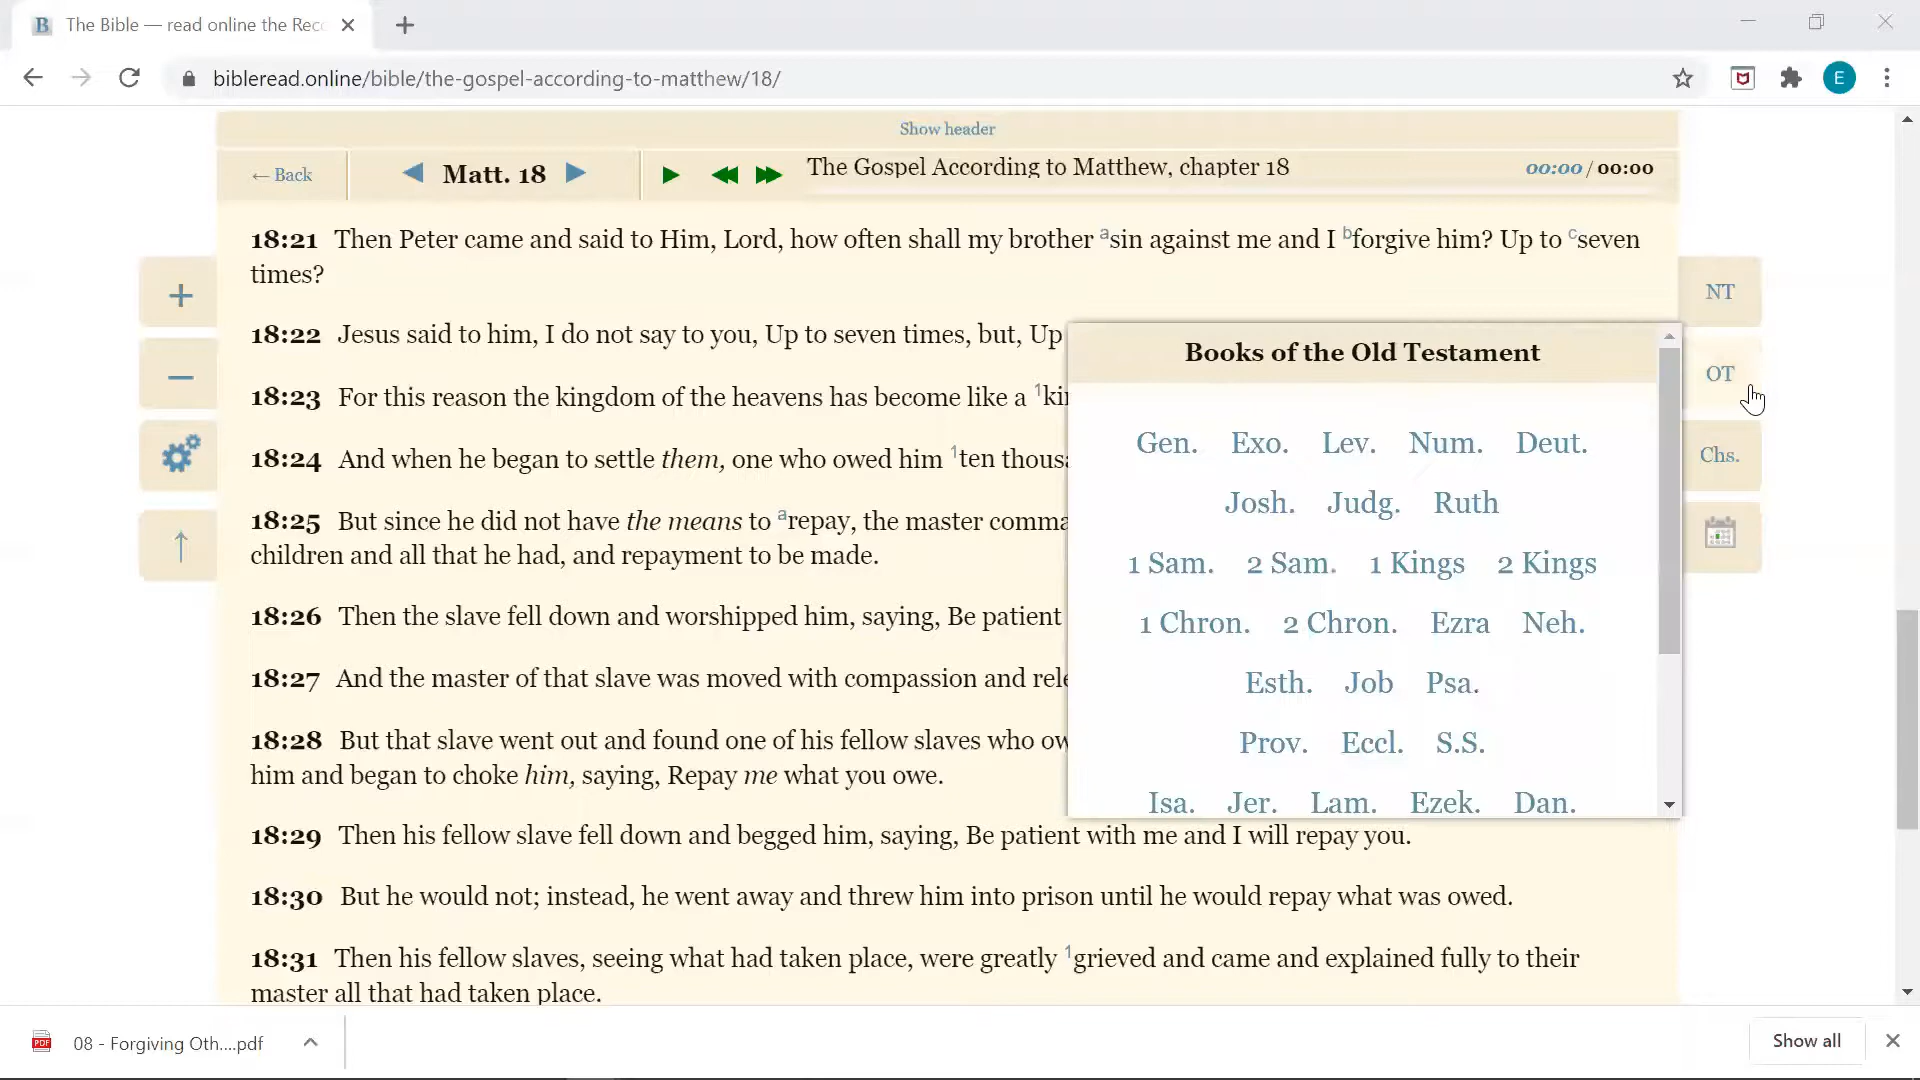 The Bible — read online the Rec
bibleread.online/bible/the-gospel-according-to-matthew/18/
E
Show header
← Back
Matt. 18
The Gospel According to Matthew, chapter 18
00:00 / 00:00
18:21 Then Peter came and said to Him, Lord, how often shall my brother ᵃsin against me and I ᵇforgive him? Up to ᶜseven
times?
18:22 Jesus said to him, I do not say to you, Up to seven times, but, Up
18:23 For this reason the kingdom of the heavens has become like a ¹
18:24 And when he began to settle them, one who owed him ¹ten
18:25 But since he did not have the means to ᵃrepay, the master
children and all that he had, and repayment to be made.
18:26 Then the slave fell down and worshipped him, saying, Be patient
18:27 And the master of that slave was moved with compassion and
18:28 But that slave went out and found one of his fellow slaves who
him and began to choke him, saying, Repay me what you owe.
18:29 Then his fellow slave fell down and begged him, saying, Be patient with me and I will repay you.
18:30 But he would not; instead, he went away and threw him into prison until he would repay what was owed.
18:31 Then his fellow slaves, seeing what had taken place, were greatly ¹grieved and came and explained fully to their
master all that had taken place.
Books of the Old Testament
Gen. Exo. Lev. Num. Deut.
Josh. Judg. Ruth
1 Sam. 2 Sam. 1 Kings 2 Kings
1 Chron. 2 Chron. Ezra Neh.
Esth. Job Psa.
Prov. Eccl. S.S.
Isa. Jer. Lam. Ezek. Dan.
NT
OT
Chs.
08 - Forgiving Oth....pdf
Show all